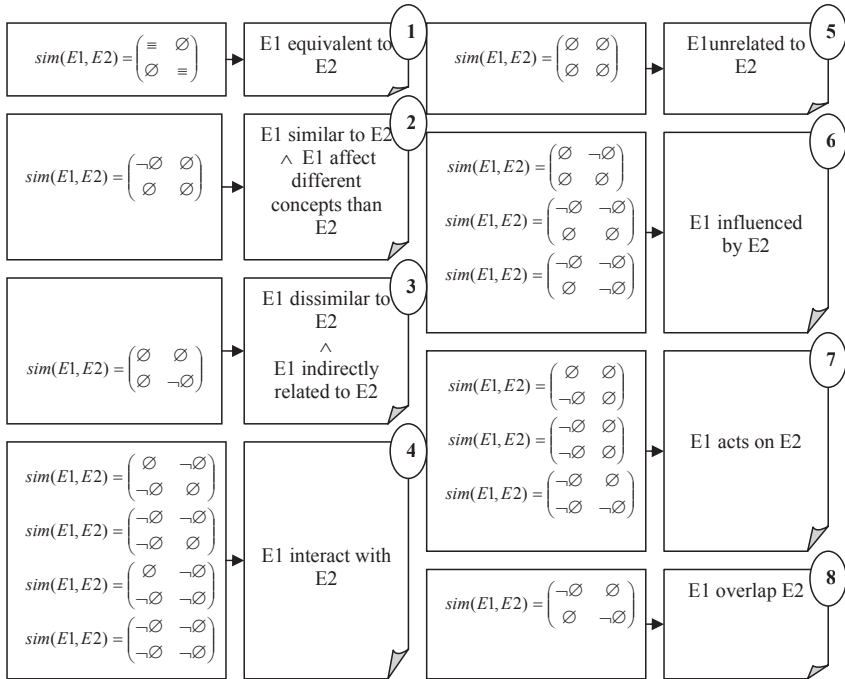 sim(E1, E2) = (≡ ∅
∅ ≡)
E1 equivalent to
E2
1
sim(E1, E2) = (¬∅ ∅
∅ ∅)
E1 similar to E2
∧ E1 affect
different
concepts than
E2
2
sim(E1, E2) = (∅ ∅
∅ ¬∅)
E1 dissimilar to
E2
∧
E1 indirectly
related to E2
3
sim(E1, E2) = (∅ ¬∅
¬∅ ∅)
sim(E1, E2) = (¬∅ ¬∅
¬∅ ∅)
sim(E1, E2) = (∅ ¬∅
¬∅ ¬∅)
sim(E1, E2) = (¬∅ ¬∅
¬∅ ¬∅)
E1 interact with
E2
4
sim(E1, E2) = (∅ ∅
∅ ∅)
E1unrelated to
E2
5
sim(E1, E2) = (∅ ¬∅
∅ ∅)
sim(E1, E2) = (¬∅ ¬∅
∅ ∅)
sim(E1, E2) = (¬∅ ¬∅
∅ ¬∅)
E1 influenced
by E2
6
sim(E1, E2) = (∅ ∅
¬∅ ∅)
sim(E1, E2) = (¬∅ ∅
¬∅ ∅)
sim(E1, E2) = (¬∅ ∅
¬∅ ¬∅)
E1 acts on E2
7
sim(E1, E2) = (¬∅ ∅
∅ ¬∅)
E1 overlap E2
8